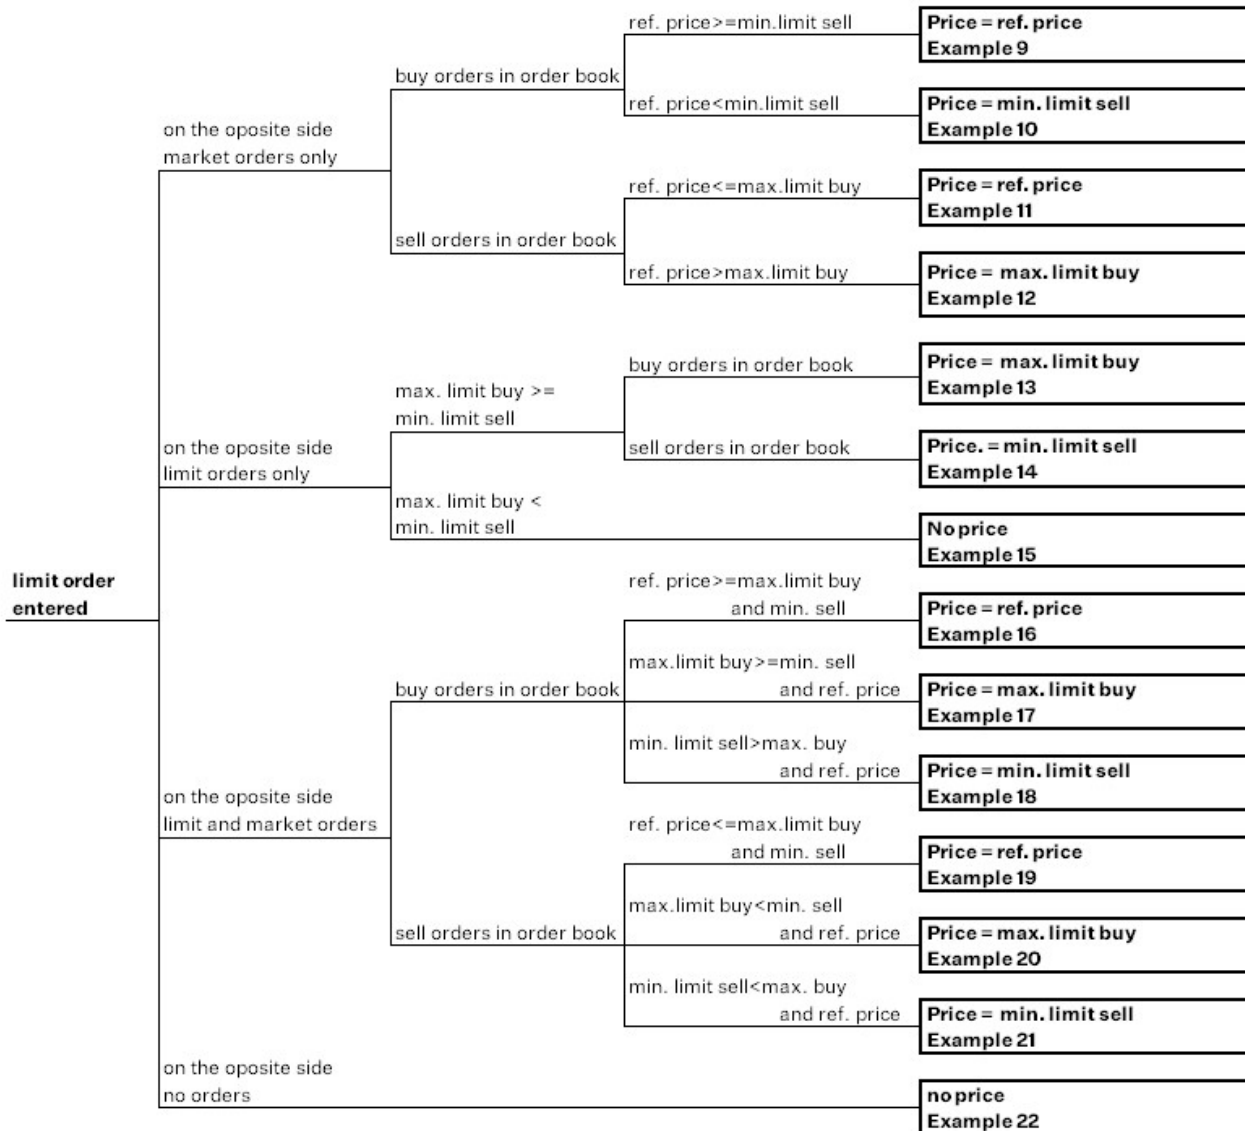 ref. price>=min.limit sell
Price = ref. price
Example 9
buy orders in order book
ref. price<min.limit sell
Price = min. limit sell
Example 10
on the oposite side
market orders only
ref. price<=max.limit buy
Price = ref. price
Example 11
sell orders in order book
ref. price>max.limit buy
Price = max. limit buy
Example 12
buy orders in order book
Price = max. limit buy
Example 13
max. limit buy >=
min. limit sell
on the oposite side
limit orders only
sell orders in order book
Price. = min. limit sell
Example 14
max. limit buy <
min. limit sell
No price
Example 15
limit order
entered
ref. price>=max.limit buy
and min. sell
Price = ref. price
Example 16
buy orders in order book
max.limit buy>=min. sell
and ref. price
Price = max. limit buy
Example 17
min. limit sell>max. buy
and ref. price
Price = min. limit sell
Example 18
on the oposite side
limit and market orders
ref. price<=max.limit buy
and min. sell
Price = ref. price
Example 19
sell orders in order book
max.limit buy<min. sell
and ref. price
Price = max. limit buy
Example 20
min. limit sell<max. buy
and ref. price
Price = min. limit sell
Example 21
on the oposite side
no orders
no price
Example 22